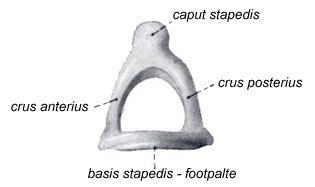 caput stapedis
crus posterius
crus anterius
basis stapedis - footpalte